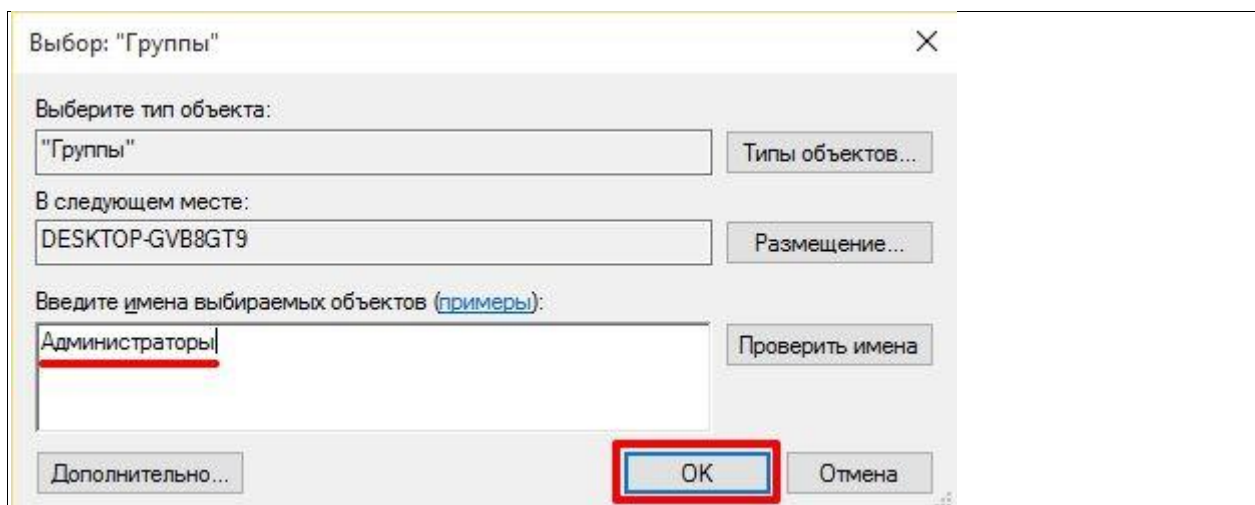 Выбор: "Группы"
Выберите тип объекта:
"Группы"
Типы объектов...
В следующем месте:
DESKTOP-GVB8GT9
Размещение...
Введите имена выбираемых объектов (примеры):
Администраторы
Проверить имена
Дополнительно...
ОК
Отмена